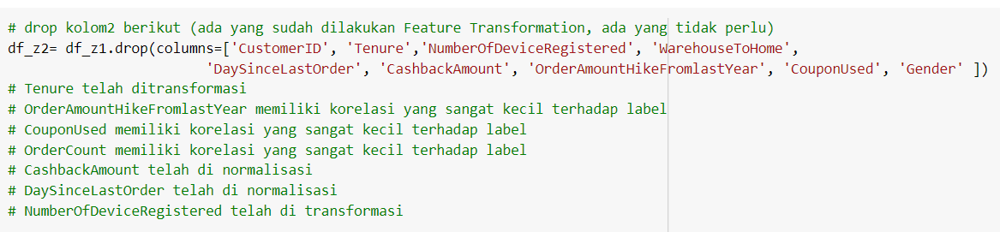 # drop kolom2 berikut (ada yang sudah dilakukan Feature Transformation, ada yang tidak perlu)
df_z2= df_z1.drop(columns=['CustomerID', 'Tenure','NumberOfDeviceRegistered', 'WarehouseToHome',
'DaySinceLastOrder', 'CashbackAmount', 'OrderAmountHikeFromlastYear', 'CouponUsed', 'Gender' ])
# Tenure telah ditransformasi
# OrderAmountHikeFromlastYear memiliki korelasi yang sangat kecil terhadap label
# CouponUsed memiliki korelasi yang sangat kecil terhadap label
# OrderCount memiliki korelasi yang sangat kecil terhadap label
# CashbackAmount telah di normalisasi
# DaySinceLastOrder telah di normalisasi
# NumberOfDeviceRegistered telah di transformasi